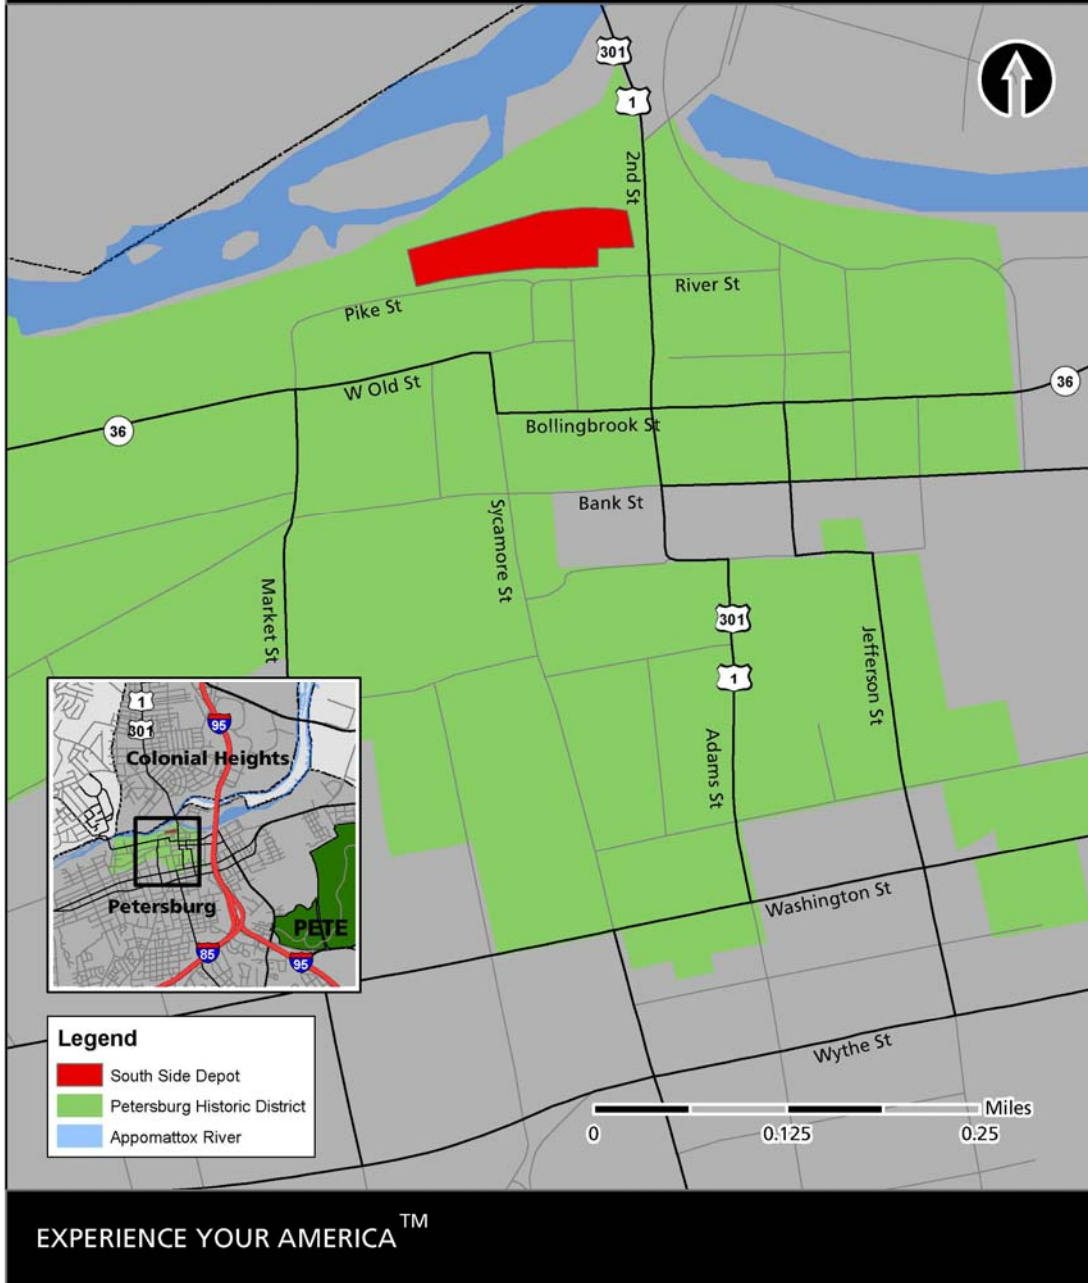 301
1
2nd St
River St
Pike St
W Old St
36
36
Bollingbrook St
Bank St
Sycamore St
Market St
301
1
Jefferson St
Adams St
Washington St
Wythe St
1
301
95
Colonial Heights
Petersburg
PETE
85
95
Legend
South Side Depot
Petersburg Historic District
Appomattox River
Miles
0 0.125 0.25
EXPERIENCE YOUR AMERICA™